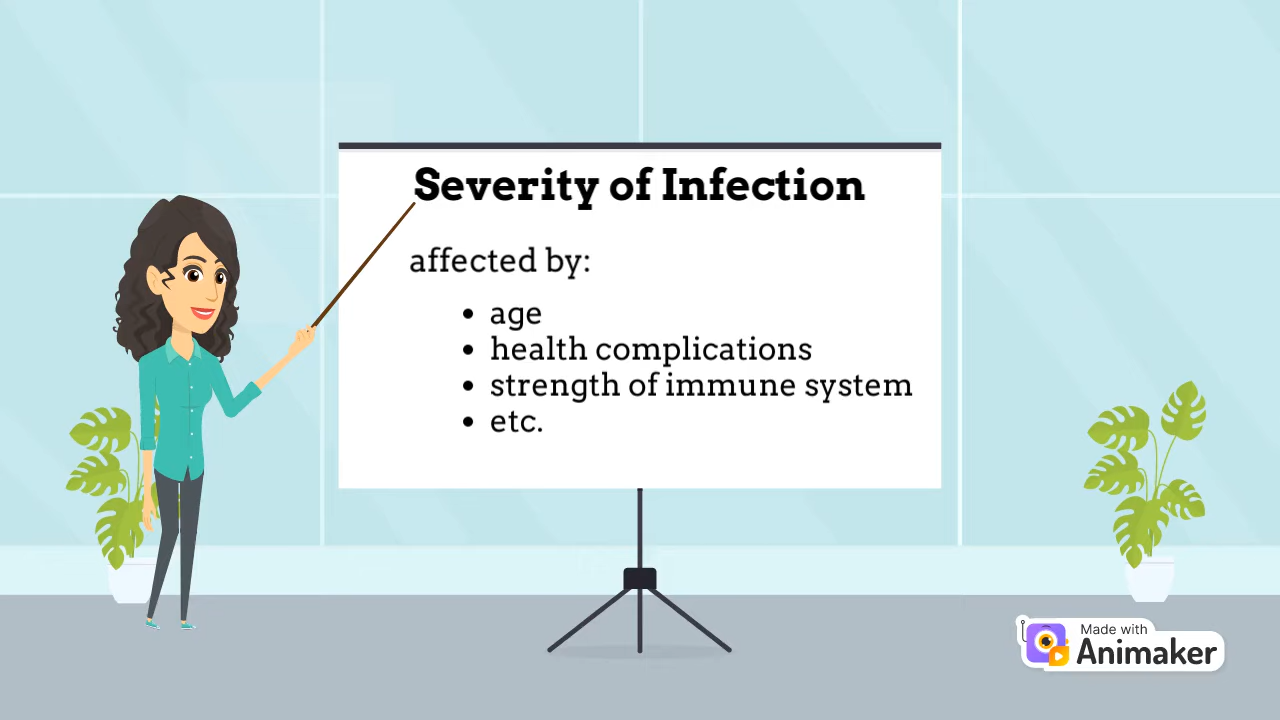 Severity of Infection
affected by:
• age
• health complications
• strength of immune system
• etc.
Made with
Animaker